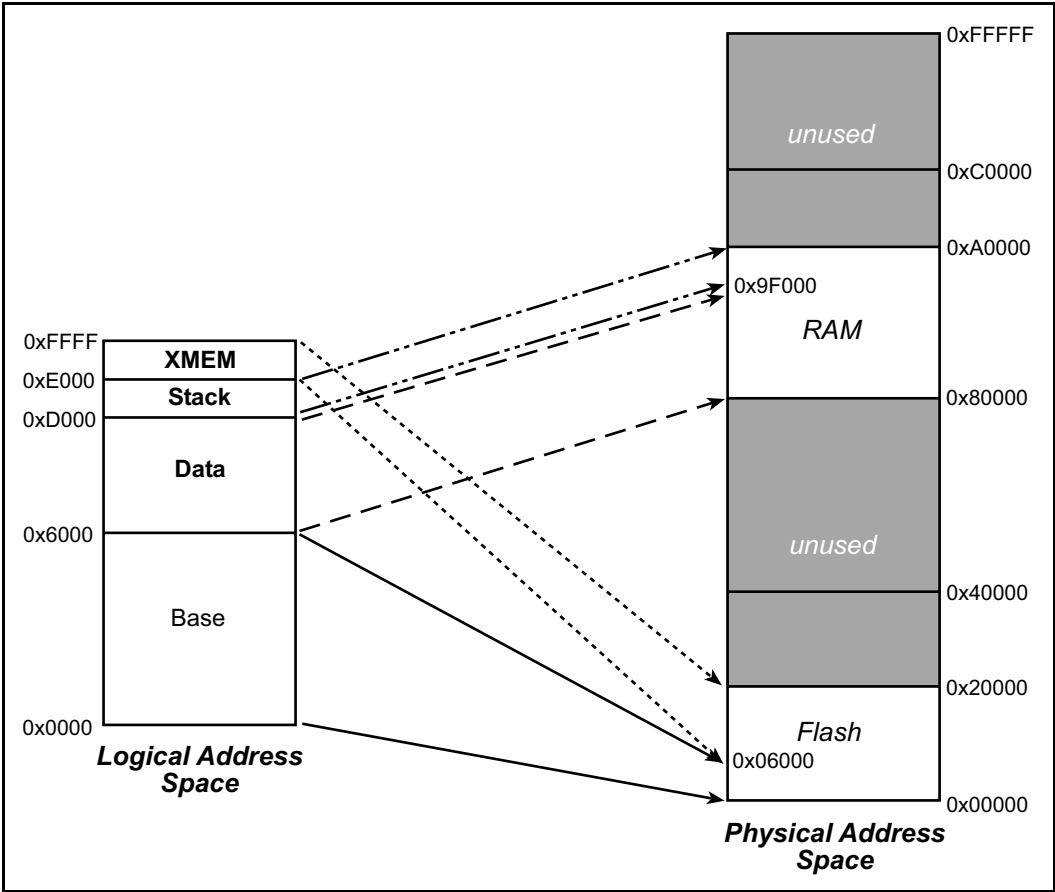 0xFFFF
XMEM
0xE000
Stack
0xD000
Data
0x6000
Base
0x0000
Logical Address
Space
0xFFFFF
unused
0xC0000
0xA0000
0x9F000
RAM
0x80000
unused
0x40000
0x20000
Flash
0x06000
0x00000
Physical Address
Space